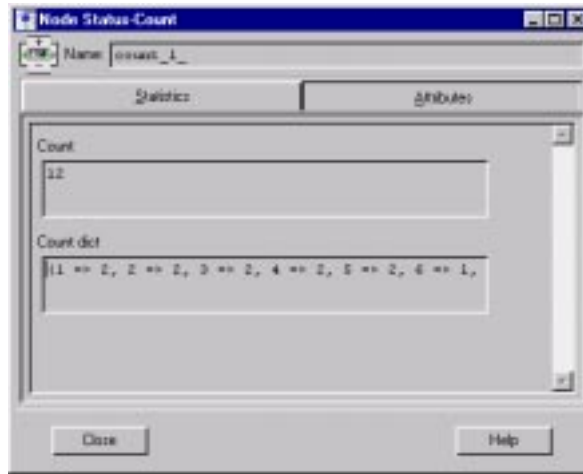 Node Status-Count
Name: count_1_
Statistics
Attributes
Count
12
Count dict
{1 => 2, 2 => 2, 3 => 2, 4 => 2, 5 => 2, 6 => 1,
Close
Help